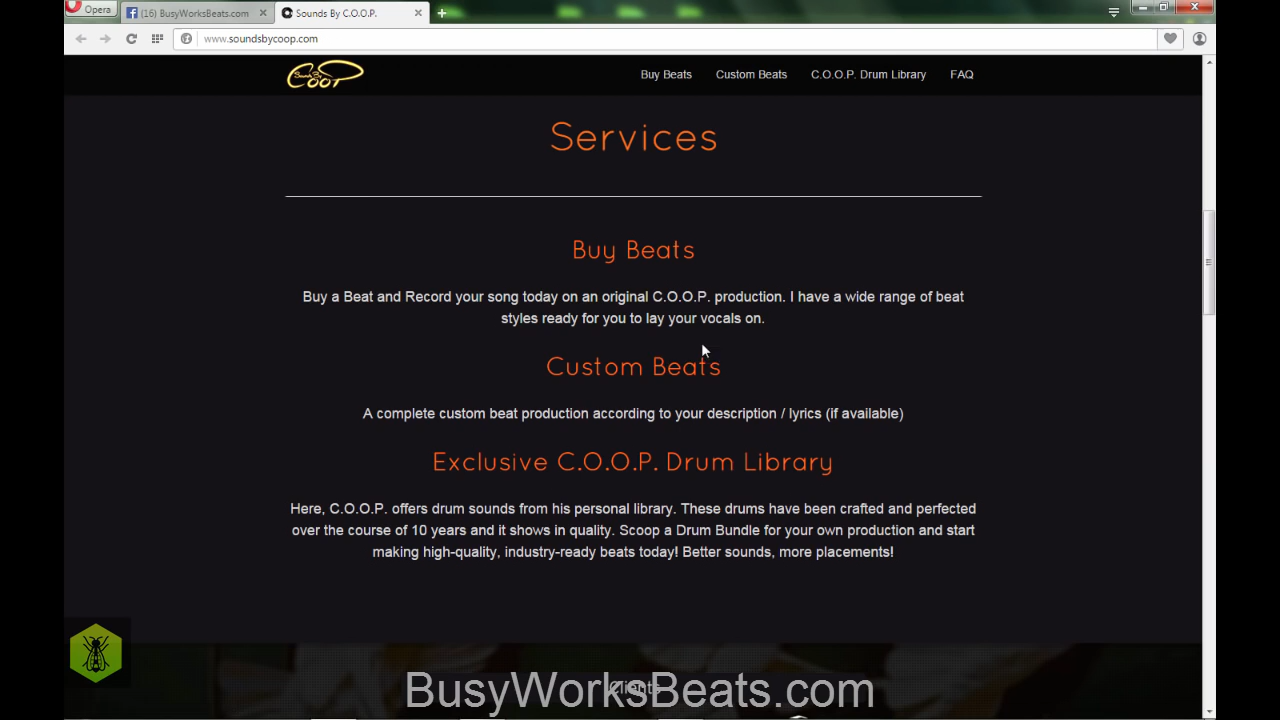 Opera
(16) BusyWorksBeats.com
Sounds By C.O.O.P.
www.soundsbycoop.com
Sounds By
COOP
Buy Beats
Custom Beats
C.O.O.P. Drum Library
FAQ
Services
Buy Beats
Buy a Beat and Record your song today on an original C.O.O.P. production. I have a wide range of beat
styles ready for you to lay your vocals on.
Custom Beats
A complete custom beat production according to your description / lyrics (if available)
Exclusive C.O.O.P. Drum Library
Here, C.O.O.P. offers drum sounds from his personal library. These drums have been crafted and perfected
over the course of 10 years and it shows in quality. Scoop a Drum Bundle for your own production and start
making high-quality, industry-ready beats today! Better sounds, more placements!
Clients
BusyWorksBeats.com